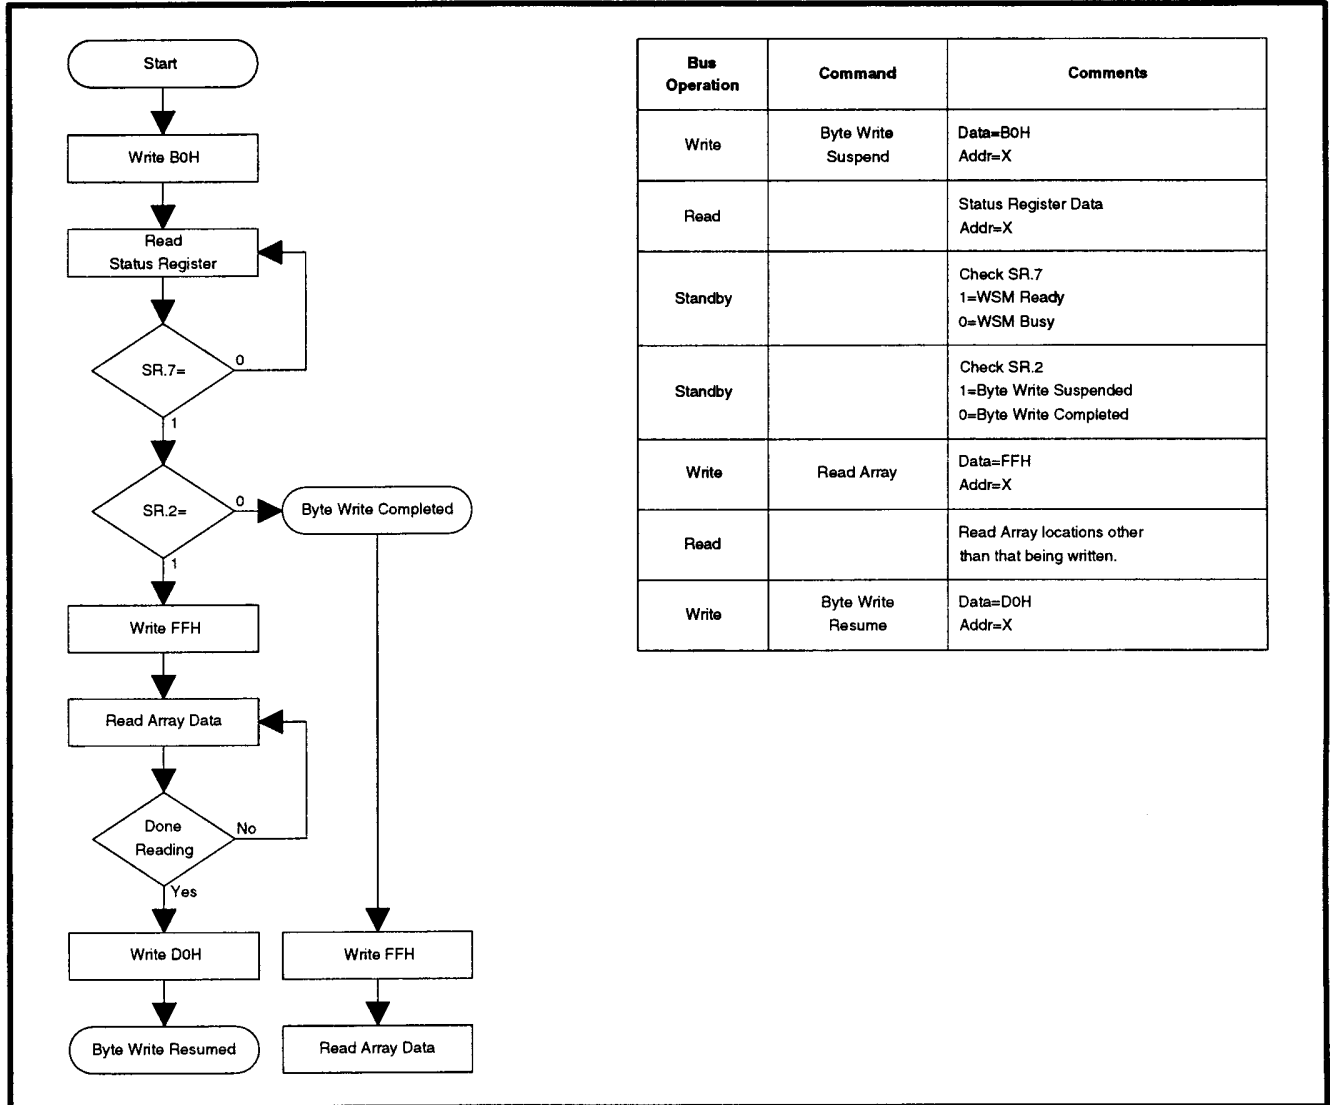 Start
Write B0H
Read
Status Register
SR.7=
0
1
SR.2=
0
Byte Write Completed
1
Write FFH
Read Array Data
Done
Reading
No
Yes
Write D0H
Write FFH
Byte Write Resumed
Read Array Data
Bus
Operation
Command
Comments
Write
Byte Write
Suspend
Data=B0H
Addr=X
Read
Status Register Data
Addr=X
Standby
Check SR.7
1=WSM Ready
0=WSM Busy
Standby
Check SR.2
1=Byte Write Suspended
0=Byte Write Completed
Write
Read Array
Data=FFH
Addr=X
Read
Read Array locations other
than that being written.
Write
Byte Write
Resume
Data=D0H
Addr=X